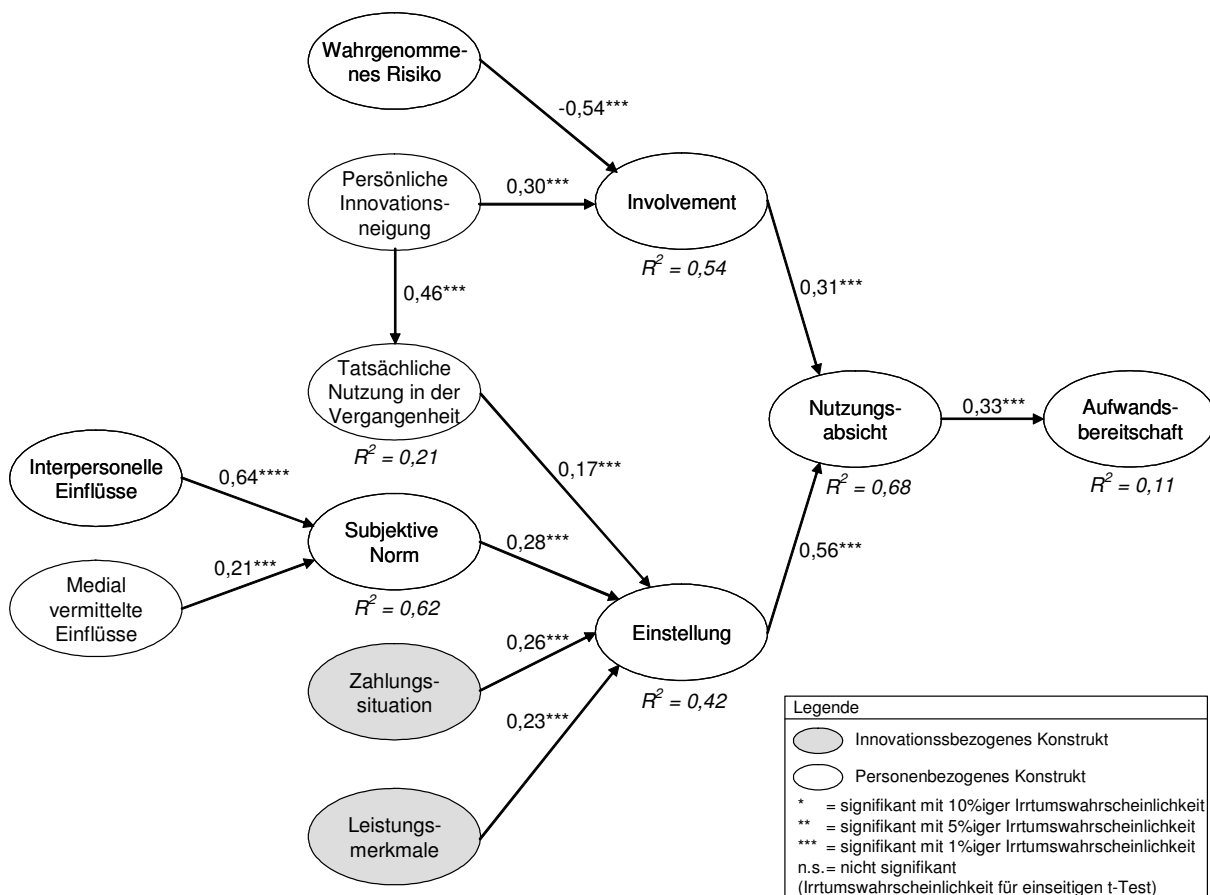 Wahrgenomme-
nes Risiko
-0,54***
Persönliche
Innovations-
neigung
0,30***
Involvement
R² = 0,54
0,46***
0,31***
Tatsächliche
Nutzung in der
Vergangenheit
R² = 0,21
Nutzungs-
absicht
R² = 0,68
0,33***
Aufwands-
bereitschaft
R² = 0,11
Interpersonelle
Einflüsse
0,64****
0,17***
Subjektive
Norm
R² = 0,62
0,28***
0,56***
Medial
vermittelte
Einflüsse
0,21***
Einstellung
R² = 0,42
Zahlungs-
situation
0,26***
0,23***
Leistungs-
merkmale
Legende
Innovationssbezogenes Konstrukt
Personenbezogenes Konstrukt
* = signifikant mit 10%iger Irrtumswahrscheinlichkeit
** = signifikant mit 5%iger Irrtumswahrscheinlichkeit
*** = signifikant mit 1%iger Irrtumswahrscheinlichkeit
n.s.= nicht signifikant
(Irrtumswahrscheinlichkeit für einseitigen t-Test)